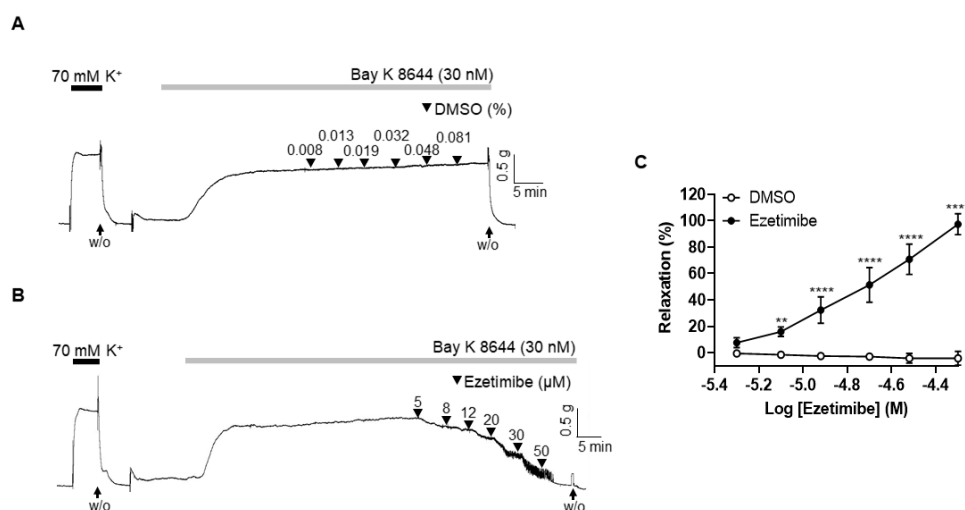 A
70 mM K⁺
Bay K 8644 (30 nM)
▼DMSO (%)
0.013 0.032 0.081
0.008 0.019 0.048
0.5 g
5 min
w/o
w/o
B
70 mM K⁺
Bay K 8644 (30 nM)
▼Ezetimibe (μM)
5 8 12 20 30 50
0.5 g
5 min
w/o
w/o
C
DMSO
Ezetimibe
Relaxation (%)
120
100
80
60
40
20
0
** **** **** **** ***
-5.4 -5.2 -5.0 -4.8 -4.6 -4.4
Log [Ezetimibe] (M)